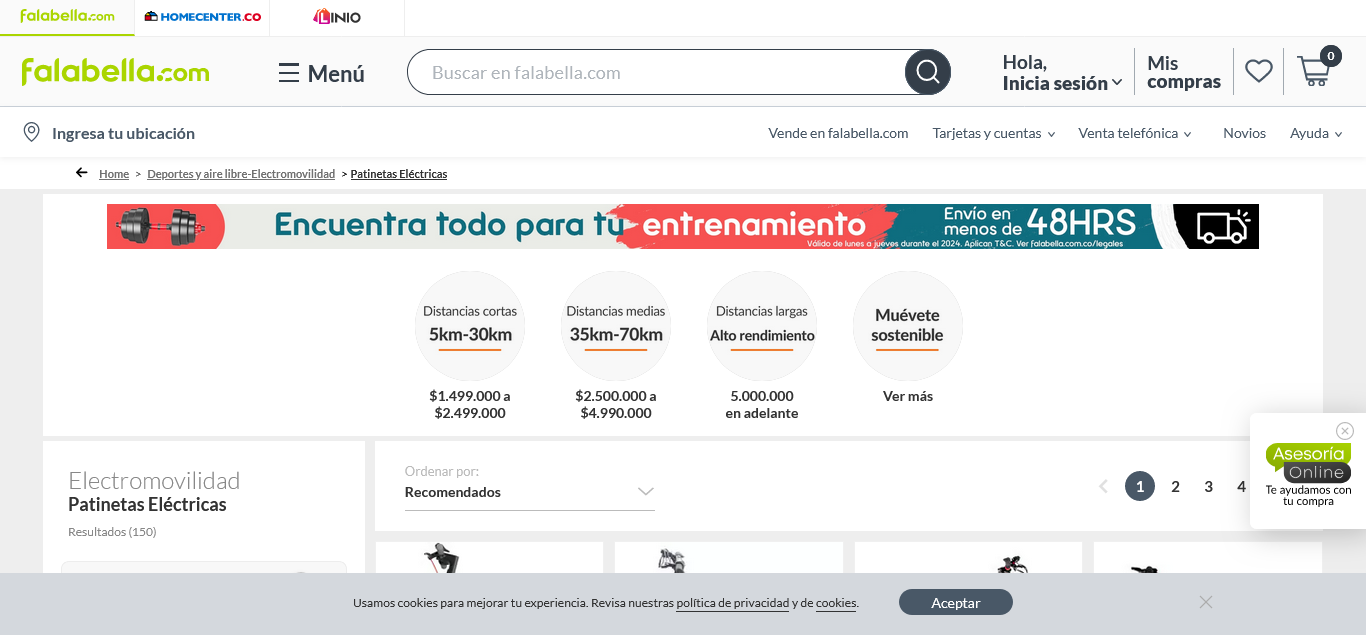 falabella.com
HOMECENTER.CO
LINIO
falabella.com
Menú
Buscar en falabella.com
Hola,
Inicia sesión
Mis
compras
0
Ingresa tu ubicación
Vende en falabella.com
Tarjetas y cuentas
Venta telefónica
Novios
Ayuda
Home > Deportes y aire libre-Electromovilidad > Patinetas Eléctricas
Encuentra todo para tu entrenamiento
Envío en
menos de 48HRS
Válido de lunes a jueves durante el 2024. Aplican T&C. Ver falabella.com.co/legales
Distancias cortas
5km-30km
Distancias medias
35km-70km
Distancias largas
Alto rendimiento
Muévete
sostenible
$1.499.000 a
$2.499.000
$2.500.000 a
$4.990.000
5.000.000
en adelante
Ver más
Electromovilidad
Patinetas Eléctricas
Resultados (150)
Ordenar por:
Recomendados
1 2 3 4
Asesoría
Online
Te ayudamos con
tu compra
Usamos cookies para mejorar tu experiencia. Revisa nuestras política de privacidad y de cookies.
Aceptar